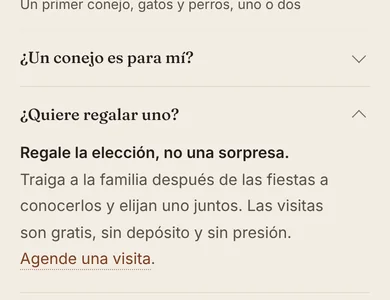 Un primer conejo, gatos y perros, uno o dos
¿Un conejo es para mí?
¿Quiere regalar uno?
Regale la elección, no una sorpresa.
Traiga a la familia después de las fiestas a
conocerlos y elijan uno juntos. Las visitas
son gratis, sin depósito y sin presión.
Agende una visita.